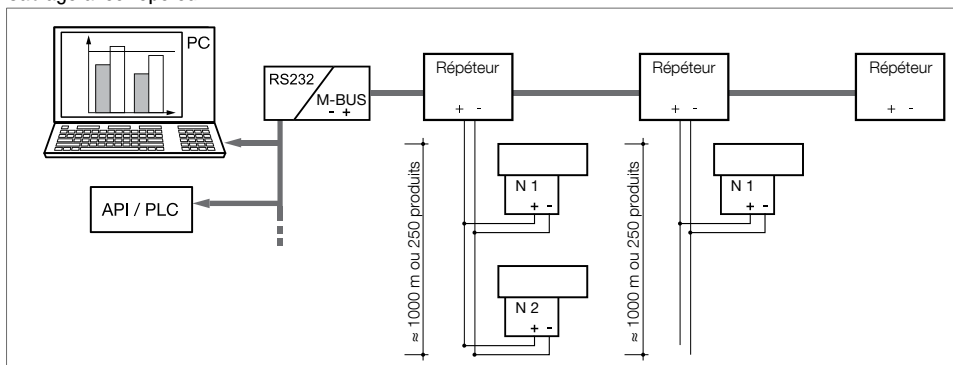 PC
RS232
M-BUS
- +
API / PLC
Répéteur
+ -
≈ 1000 m ou 250 produits
N 1
+ -
N 2
+ -
Répéteur
+ -
≈ 1000 m ou 250 produits
N 1
+ -
Répéteur
+ -